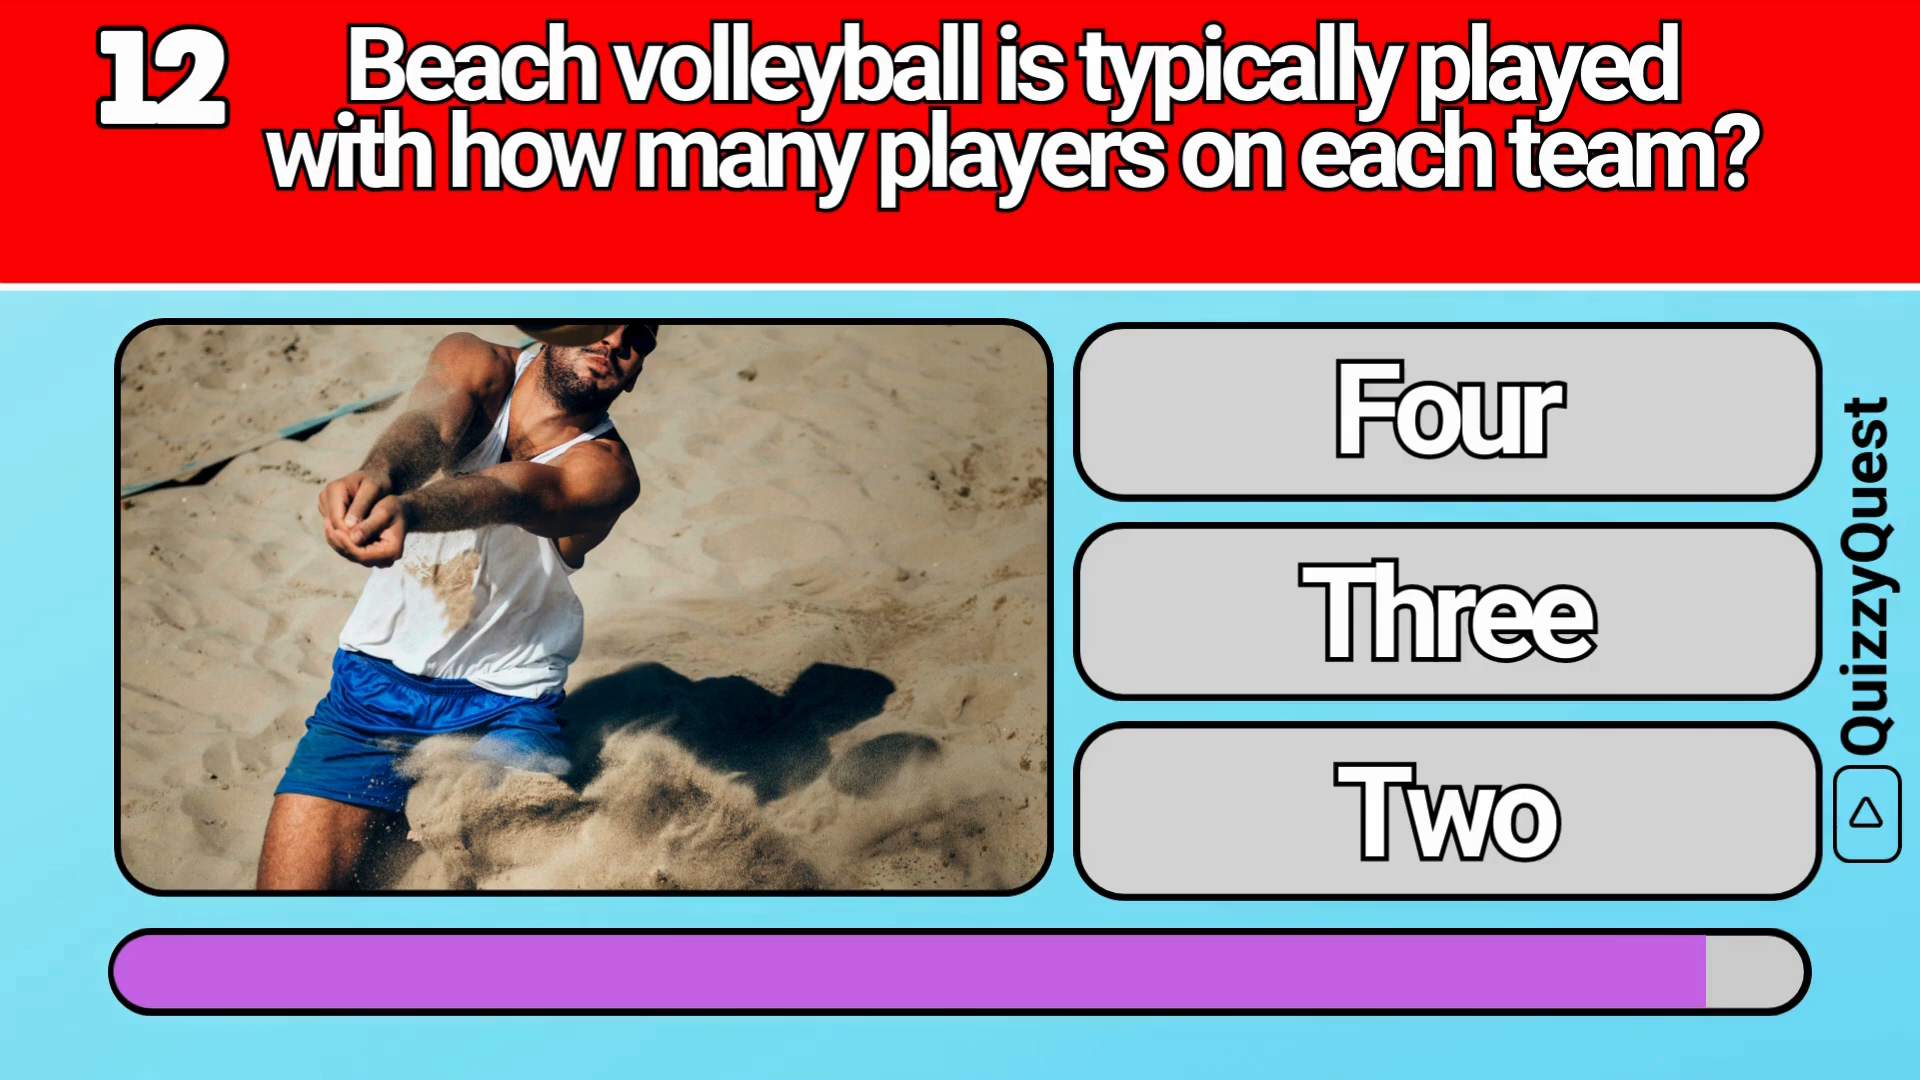 12
Beach volleyball is typically played
with how many players on each team?
Four
Three
Two
QuizzyQuest